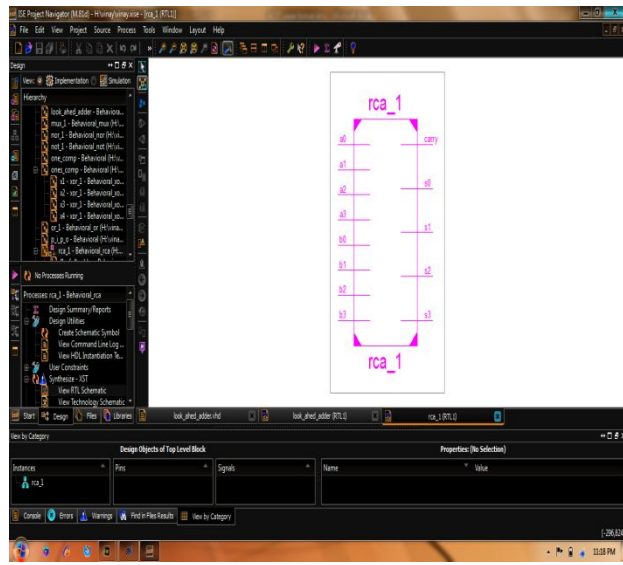 ISE Project Navigator (M.81d) - H:\vinay\vinay.xise - [rca_1 (RTL1)]
File Edit View Project Source Process Tools Window Layout Help
Design
View: Implementation Simulation
Hierarchy
look_ahed_adder - Behaviora...
mux_1 - Behavioral_mux (H:\...
nor_1 - Behavioral_nor (H:\vi...
not_1 - Behavioral_not (H:\vi...
one_comp - Behavioral (H:\...
ones_comp - Behavioral (H:\...
x1 - xor_1 - Behavioral_xo...
x2 - xor_1 - Behavioral_xo...
x3 - xor_1 - Behavioral_xo...
x4 - xor_1 - Behavioral_xo...
or_1 - Behavioral_or (H:\vina...
p_i_p_o - Behavioral (H:\vina...
rca_1 - Behavioral_rca (H:...
No Processes Running
Processes: rca_1 - Behavioral_rca
Design Summary/Reports
Design Utilities
Create Schematic Symbol
View Command Line Log ...
View HDL Instantiation Te...
User Constraints
Synthesize - XST
View RTL Schematic
View Technology Schematic
Start Design Files Libraries
rca_1
a0 carry
a1 s0
a2 s1
a3
b0
b1 s2
b2
b3 s3
rca_1
look_ahed_adder.vhd look_ahed_adder (RTL1) rca_1 (RTL1)
View by Category
Design Objects of Top Level Block Properties: (No Selection)
Instances Pins Signals Name Value
rca_1
Console Errors Warnings Find in Files Results View by Category
[-296,824
11:18 PM